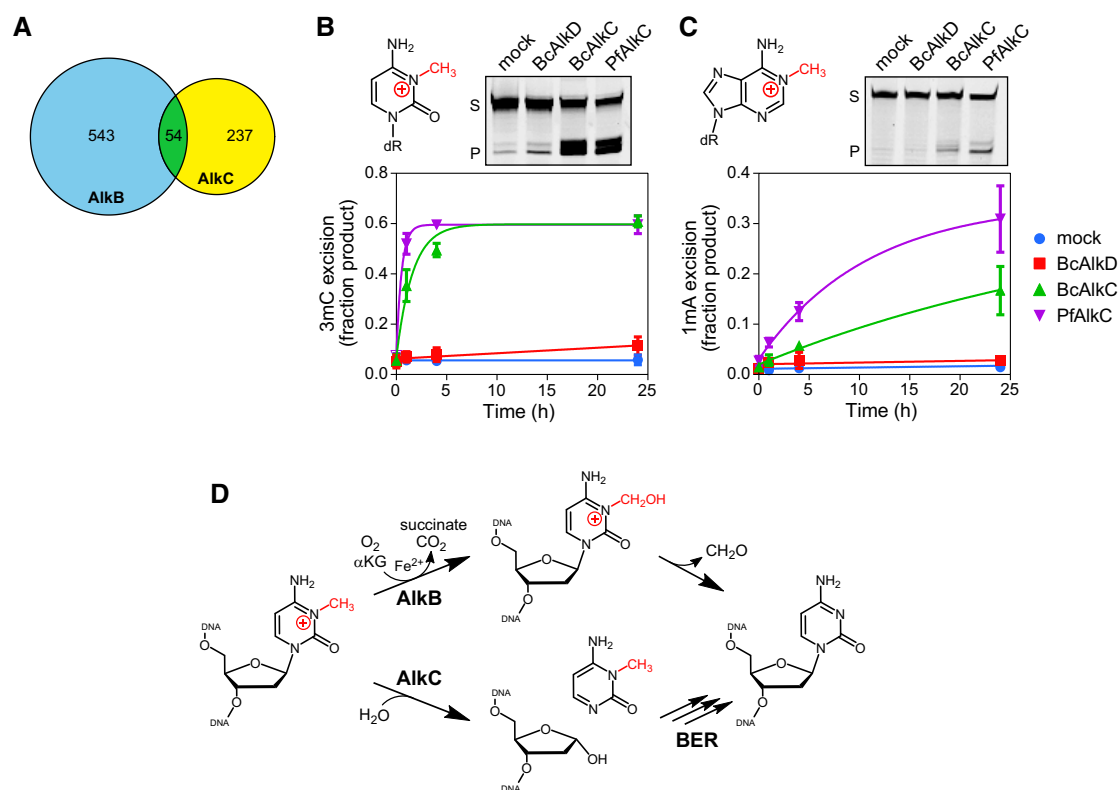 A
543
54
237
AlkB
AlkC
B
NH2
N
CH3
N
O
dR
mock
BcAlkD
BcAlkC
PfAlkC
S
P
3mC excision
(fraction product)
0.8
0.6
0.4
0.2
0.0
0 5 10 15 20 25
Time (h)
C
NH2
N
N
CH3
N
N
dR
mock
BcAlkD
BcAlkC
PfAlkC
S
P
1mA excision
(fraction product)
0.4
0.3
0.2
0.1
0.0
0 5 10 15 20 25
Time (h)
mock
BcAlkD
BcAlkC
PfAlkC
D
NH2
N
CH3
N
O
DNA
O
O
O
DNA
O2
αKG
Fe2+
succinate
CO2
AlkB
NH2
N
CH2OH
N
O
DNA
O
O
O
DNA
CH2O
AlkC
H2O
NH2
N
CH3
N
O
DNA
O
O
OH
O
DNA
BER
NH2
N
N
O
DNA
O
O
O
DNA